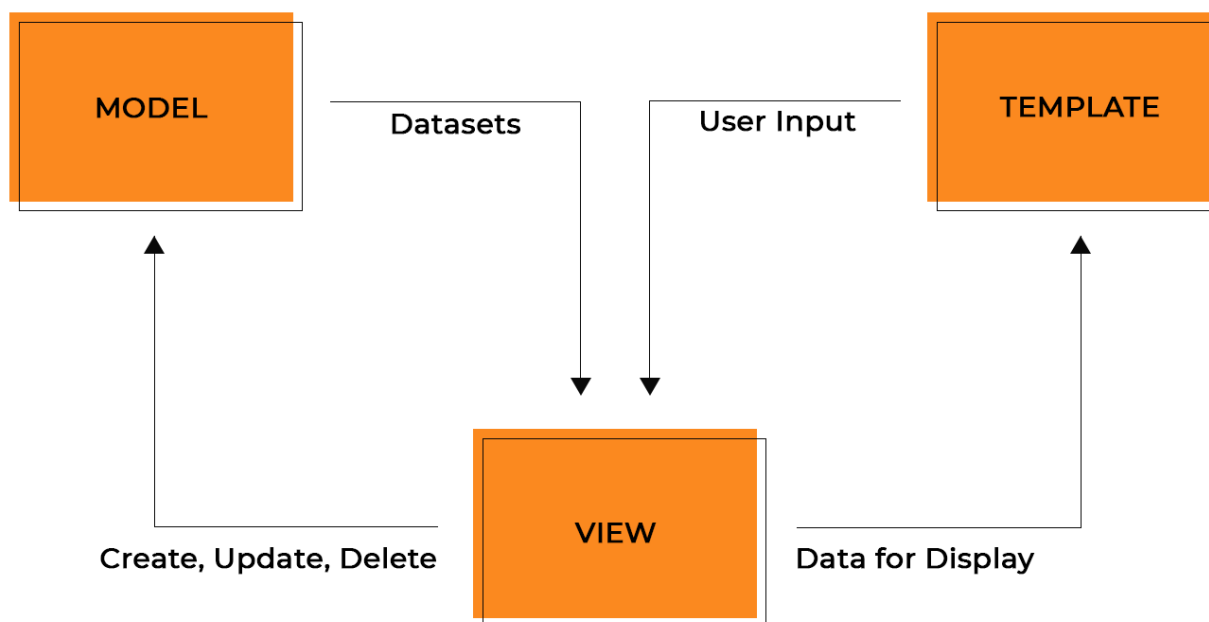 MODEL
Datasets
User Input
TEMPLATE
Create, Update, Delete
VIEW
Data for Display